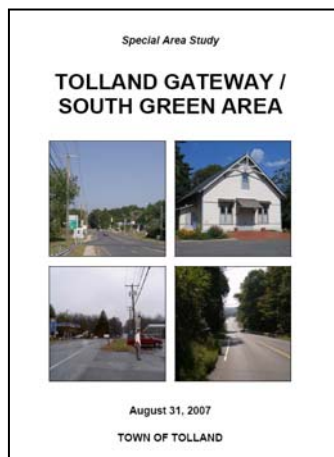 Special Area Study
TOLLAND GATEWAY /
SOUTH GREEN AREA
August 31, 2007
TOWN OF TOLLAND